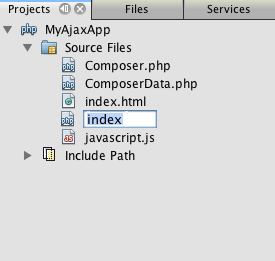 Projects Files Services
php MyAjaxApp
Source Files
php Composer.php
php ComposerData.php
index.html
php index
javascript.js
Include Path